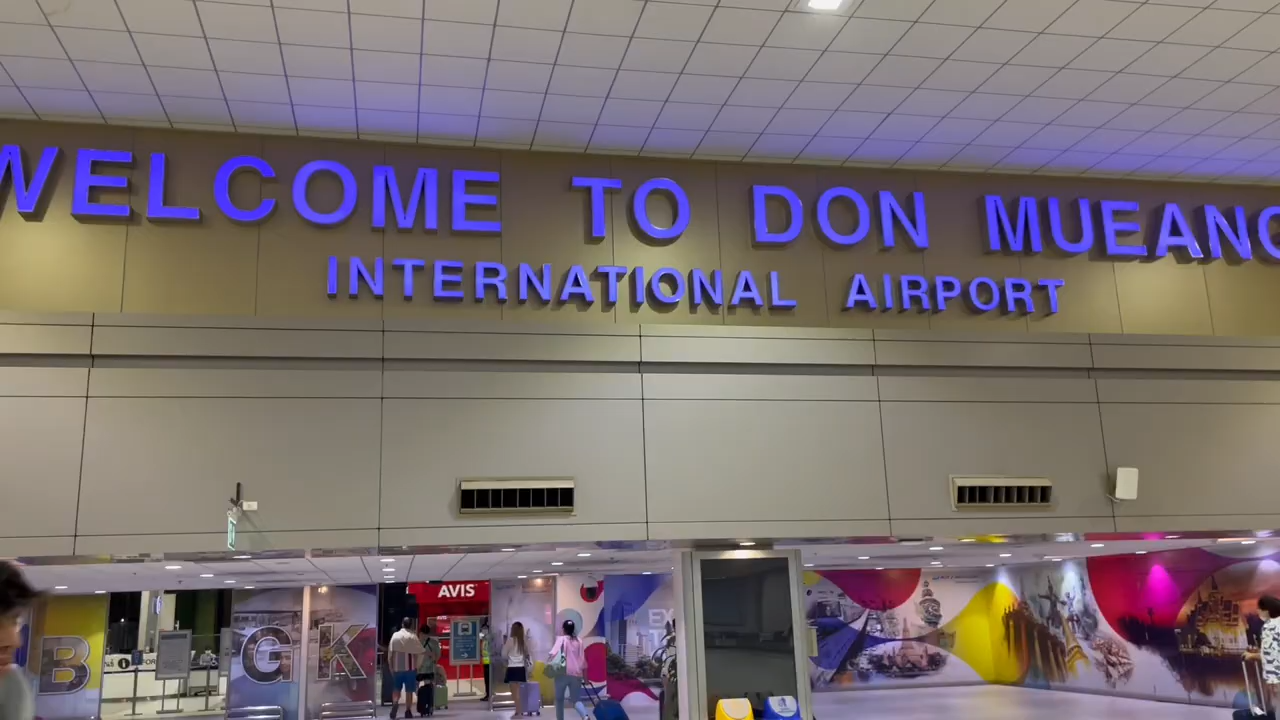 WELCOME TO DON MUEANG
INTERNATIONAL AIRPORT
AVIS
B
G K